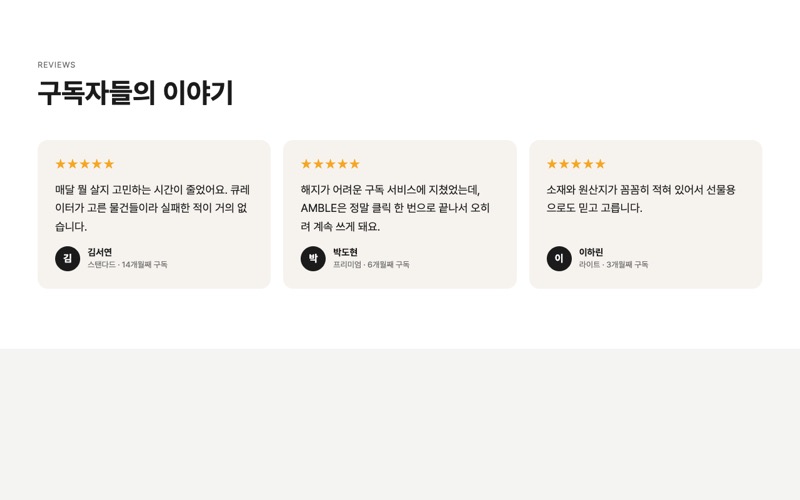 REVIEWS
구독자들의 이야기
★★★★★
매달 뭘 살지 고민하는 시간이 줄었어요. 큐레
이터가 고른 물건들이라 실패한 적이 거의 없
습니다.
김
김서연
스탠다드 · 14개월째 구독
★★★★★
해지가 어려운 구독 서비스에 지쳤었는데,
AMBLE은 정말 클릭 한 번으로 끝나서 오히
려 계속 쓰게 돼요.
박
박도현
프리미엄 · 6개월째 구독
★★★★★
소재와 원산지가 꼼꼼히 적혀 있어서 선물용
으로도 믿고 고릅니다.
이
이하린
라이트 · 3개월째 구독